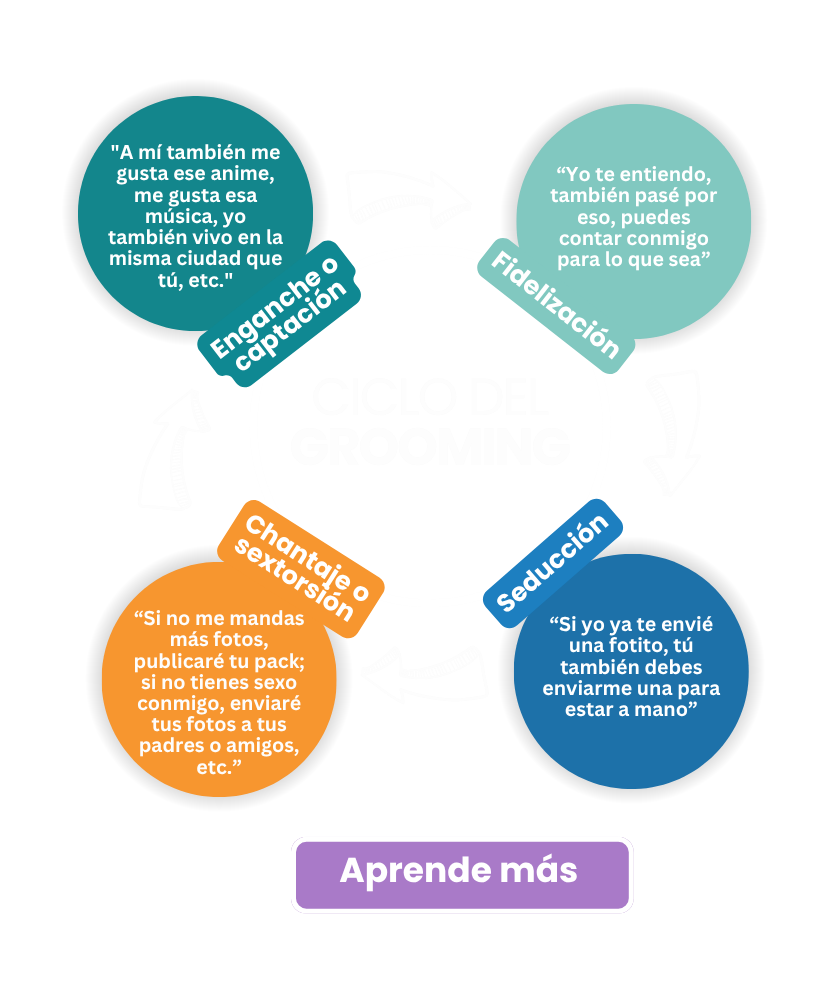 "A mí también me
gusta ese anime,
me gusta esa
música, yo
también vivo en la
misma ciudad que
tú, etc."
Enganche o
captación
“Yo te entiendo,
también pasé por
eso, puedes
contar conmigo
para lo que sea”
Fidelización
CICLO DEL
GROOMING
Chantaje o
sextorsión
“Si no me mandas
más fotos,
publicaré tu pack;
si no tienes sexo
conmigo, enviaré
tus fotos a tus
padres o amigos,
etc.”
Seducción
“Si yo ya te envié
una fotito, tú
también debes
enviarme una para
estar a mano”
Aprende más